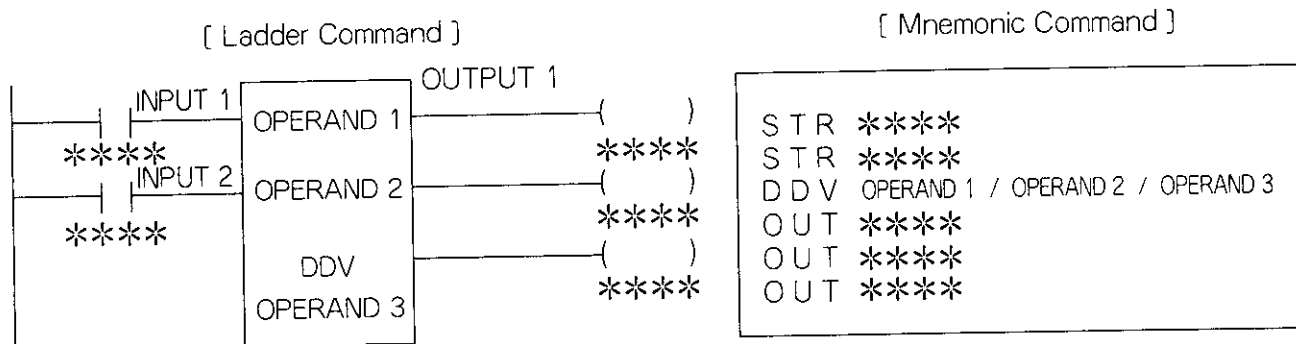 [ Ladder Command ]
INPUT 1
OPERAND 1
OUTPUT 1
( )
****
****
INPUT 2
OPERAND 2
( )
****
****
DDV
( )
****
OPERAND 3
[ Mnemonic Command ]
STR ****
STR ****
DDV OPERAND 1 / OPERAND 2 / OPERAND 3
OUT ****
OUT ****
OUT ****